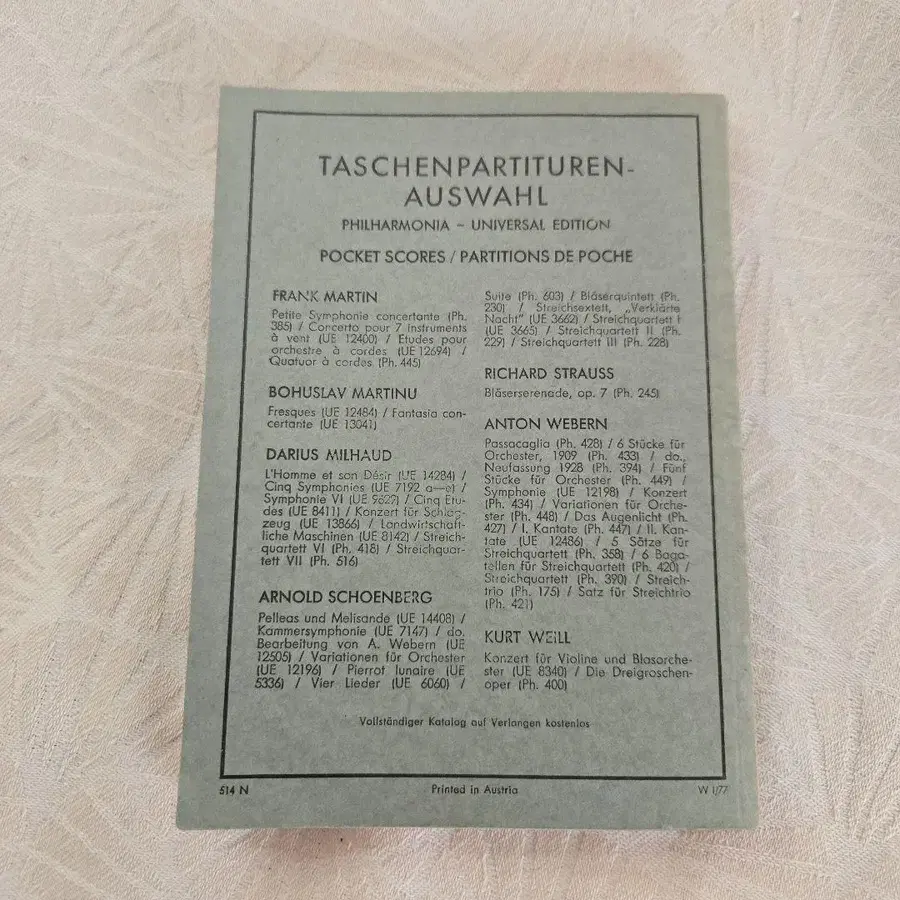 TASCHENPARTITUREN-
AUSWAHL
PHILHARMONIA – UNIVERSAL EDITION
POCKET SCORES / PARTITIONS DE POCHE
FRANK MARTIN
Petite Symphonie concertante (Ph.
385) / Concerto pour 7 instruments
à vent (UE 12400) / Etudes pour
orchestre à cordes (UE 12694) /
Quatuor à cordes (Ph. 445)
BOHUSLAV MARTINU
Fresques (UE 12484) / Fantasia con-
certante (UE 13041)
DARIUS MILHAUD
L'Homme et son Désir (UE 14284) /
Cinq Symphonies (UE 7192 a—e) /
Symphonie VI (UE 9629) / Cinq Etu-
des (UE 8411) / Konzert für Schlag-
zeug (UE 13866) / Landwirtschaft-
liche Maschinen (UE 8142) / Streich-
quartett VI (Ph. 418) / Streichquar-
tett VII (Ph. 516)
ARNOLD SCHOENBERG
Pelleas und Melisande (UE 14408) /
Kammersymphonie (UE 7147) / do.
Bearbeitung von A. Webern (UE
12505) / Variationen für Orchester
(UE 12196) / Pierrot lunaire (UE
5336) / Vier Lieder (UE 6060) /
Suite (Ph. 603) / Bläserquintett (Ph.
230) / Streichsextett, „Verklärte
Nacht" (UE 3662) / Streichquartett I
(UE 3665) / Streichquartett II (Ph.
229) / Streichquartett III (Ph. 228)
RICHARD STRAUSS
Bläserserenade, op. 7 (Ph. 245)
ANTON WEBERN
Passacaglia (Ph. 428) / 6 Stücke für
Orchester, 1909 (Ph. 433) / do.,
Neufassung 1928 (Ph. 394) / Fünf
Stücke für Orchester (Ph. 449) /
Symphonie (UE 12198) / Konzert
(Ph. 434) / Variationen für Orche-
ster (Ph. 448) / Das Augenlicht (Ph.
427) / I. Kantate (Ph. 447) / II. Kan-
tate (UE 12486) / 5 Sätze für
Streichquartett (Ph. 358) / 6 Baga-
tellen für Streichquartett (Ph. 420) /
Streichquartett (Ph. 390) / Streich-
trio (Ph. 175) / Satz für Streichtrio
(Ph. 421)
KURT WEILL
Konzert für Violine und Blasorche-
ster (UE 8340) / Die Dreigroschen-
oper (Ph. 400)
Vollständiger Katalog auf Verlangen kostenlos
514 N
Printed in Austria
W I/77